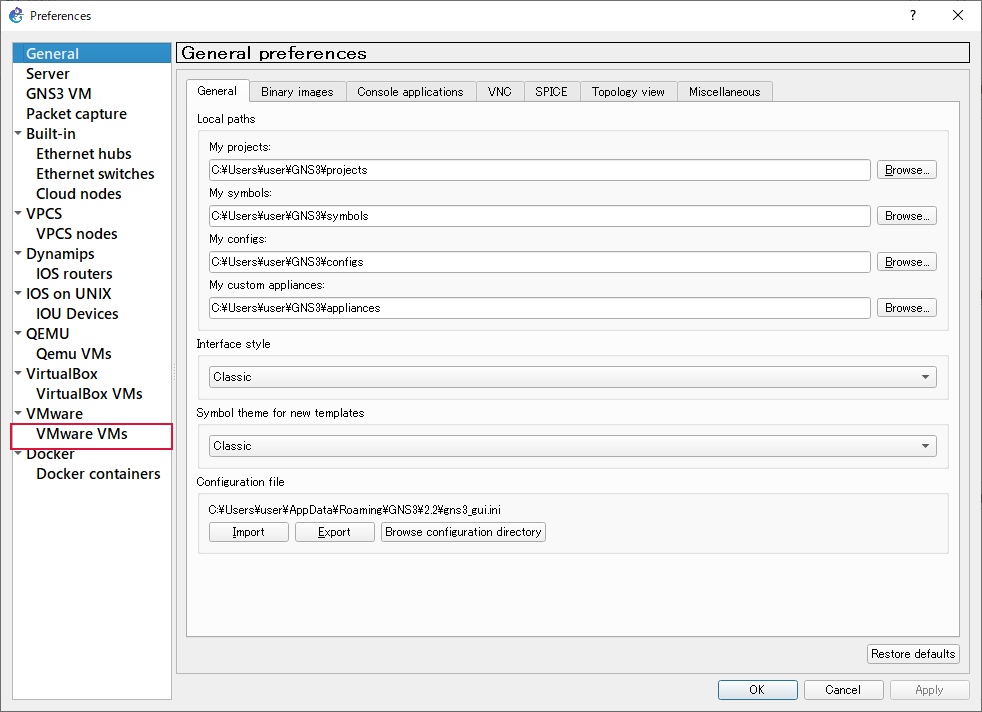 Preferences
?
General
Server
GNS3 VM
Packet capture
Built-in
Ethernet hubs
Ethernet switches
Cloud nodes
VPCS
VPCS nodes
Dynamips
IOS routers
IOS on UNIX
IOU Devices
QEMU
Qemu VMs
VirtualBox
VirtualBox VMs
VMware
VMware VMs
Docker
Docker containers
General preferences
General Binary images Console applications VNC SPICE Topology view Miscellaneous
Local paths
My projects:
C:¥Users¥user¥GNS3¥projects Browse...
My symbols:
C:¥Users¥user¥GNS3¥symbols Browse...
My configs:
C:¥Users¥user¥GNS3¥configs Browse...
My custom appliances:
C:¥Users¥user¥GNS3¥appliances Browse...
Interface style
Classic
Symbol theme for new templates
Classic
Configuration file
C:¥Users¥user¥AppData¥Roaming¥GNS3¥2.2¥gns3_gui.ini
Import Export Browse configuration directory
Restore defaults
OK Cancel Apply